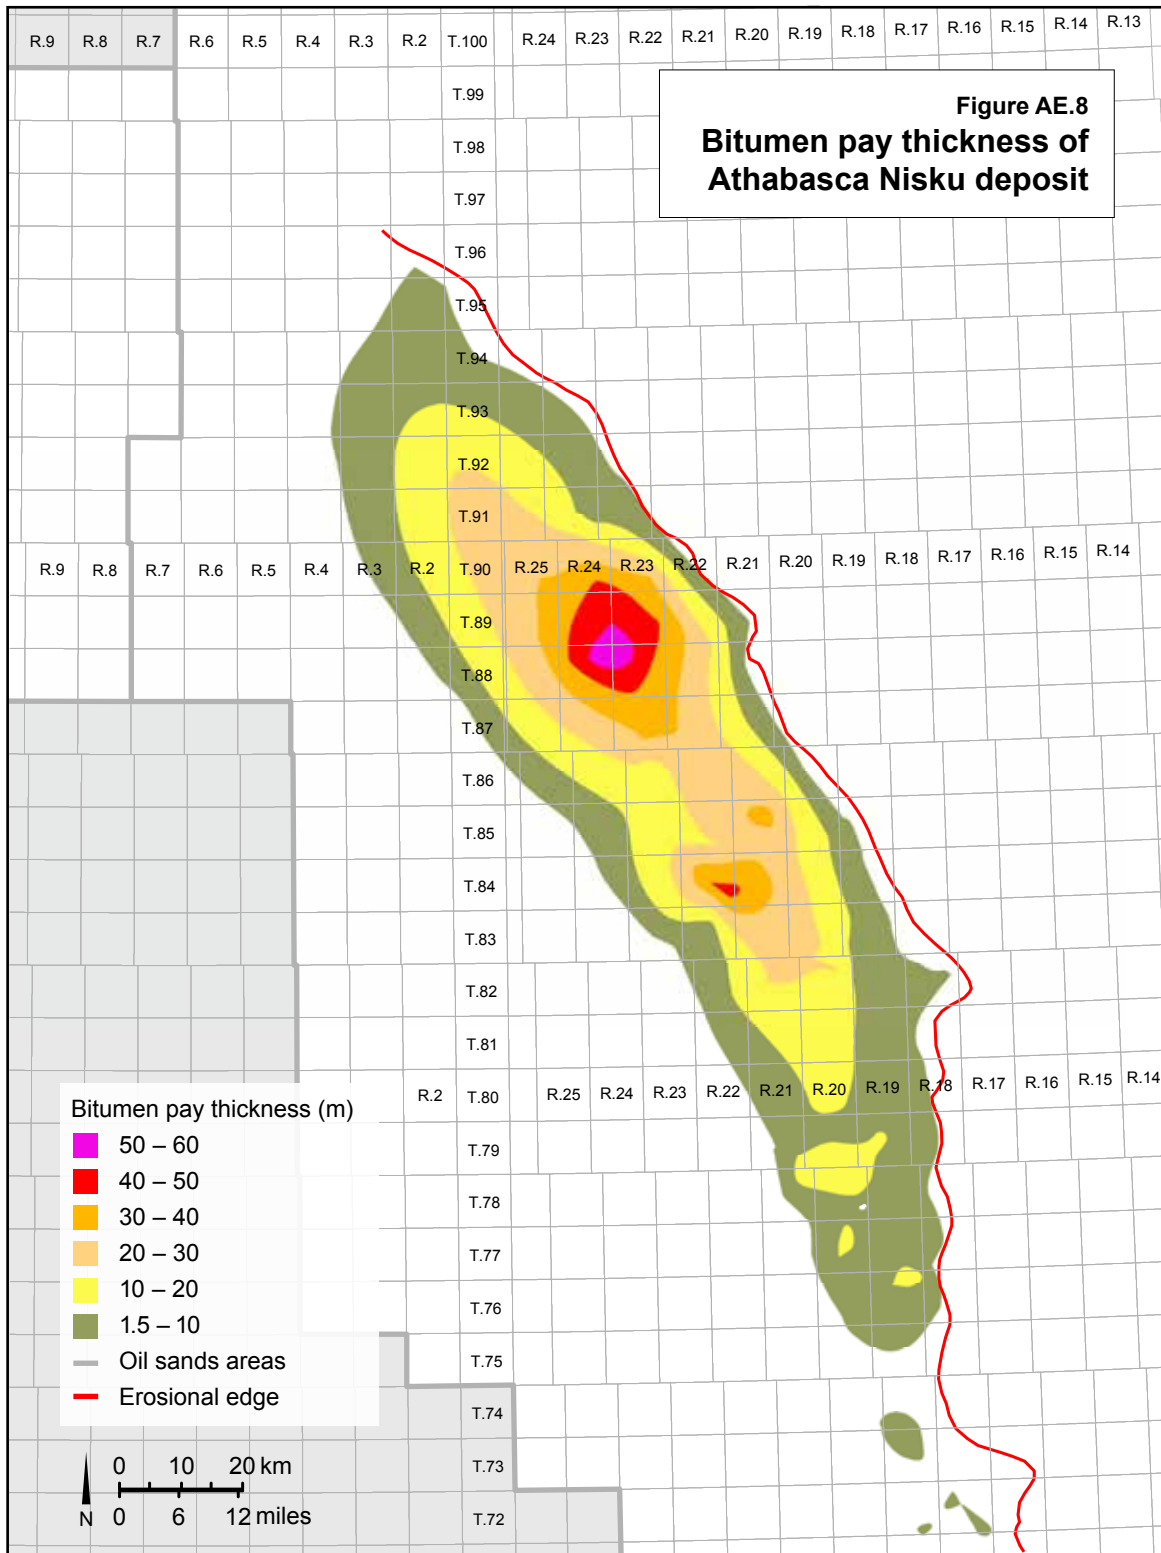 R.9 R.8 R.7 R.6 R.5 R.4 R.3 R.2 T.100 R.24 R.23 R.22 R.21 R.20 R.19 R.18 R.17 R.16 R.15 R.14 R.13
T.99
Figure AE.8
Bitumen pay thickness of
Athabasca Nisku deposit
T.98
T.97
T.96
T.95
T.94
T.93
T.92
T.91
R.9 R.8 R.7 R.6 R.5 R.4 R.3 R.2 T.90 R.25 R.24 R.23 R.22 R.21 R.20 R.19 R.18 R.17 R.16 R.15 R.14
T.89
T.88
T.87
T.86
T.85
T.84
T.83
T.82
T.81
R.2 T.80 R.25 R.24 R.23 R.22 R.21 R.20 R.19 R.18 R.17 R.16 R.15 R.14
T.79
T.78
T.77
T.76
T.75
T.74
T.73
T.72
Bitumen pay thickness (m)
50 – 60
40 – 50
30 – 40
20 – 30
10 – 20
1.5 – 10
Oil sands areas
Erosional edge
0 10 20 km
N 0 6 12 miles